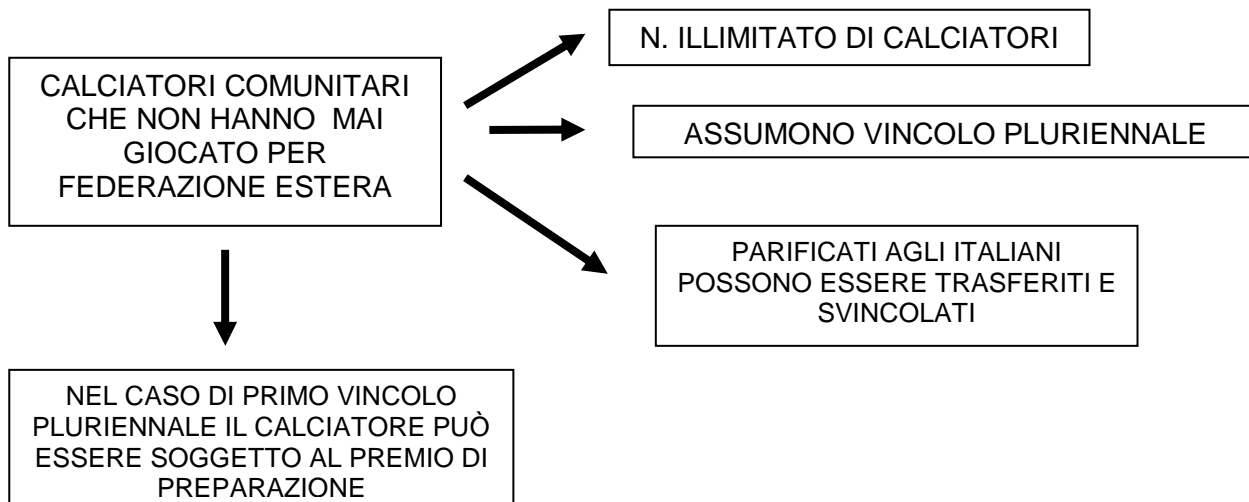 CALCIATORI COMUNITARI
CHE NON HANNO MAI
GIOCATO PER
FEDERAZIONE ESTERA
N. ILLIMITATO DI CALCIATORI
ASSUMONO VINCOLO PLURIENNALE
PARIFICATI AGLI ITALIANI
POSSONO ESSERE TRASFERITI E
SVINCOLATI
NEL CASO DI PRIMO VINCOLO
PLURIENNALE IL CALCIATORE PUÒ
ESSERE SOGGETTO AL PREMIO DI
PREPARAZIONE